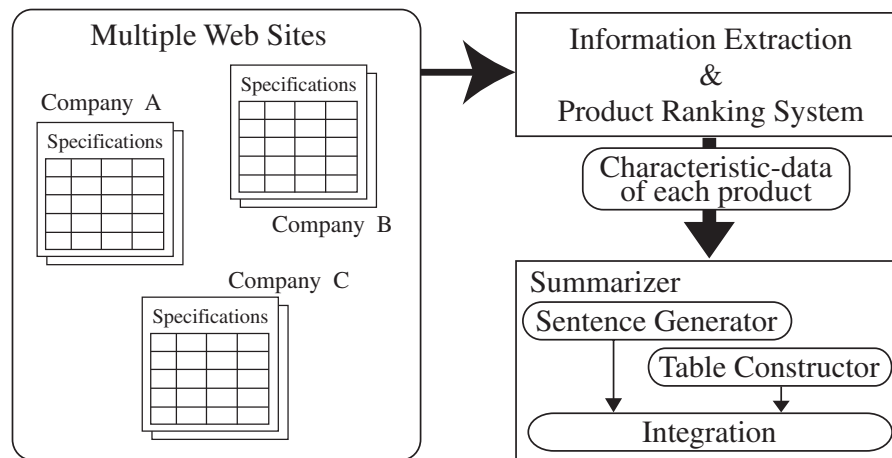 Multiple Web Sites
Company A
Specifications
Specifications
Company B
Company C
Specifications
Information Extraction
&
Product Ranking System
Characteristic-data
of each product
Summarizer
Sentence Generator
Table Constructor
Integration